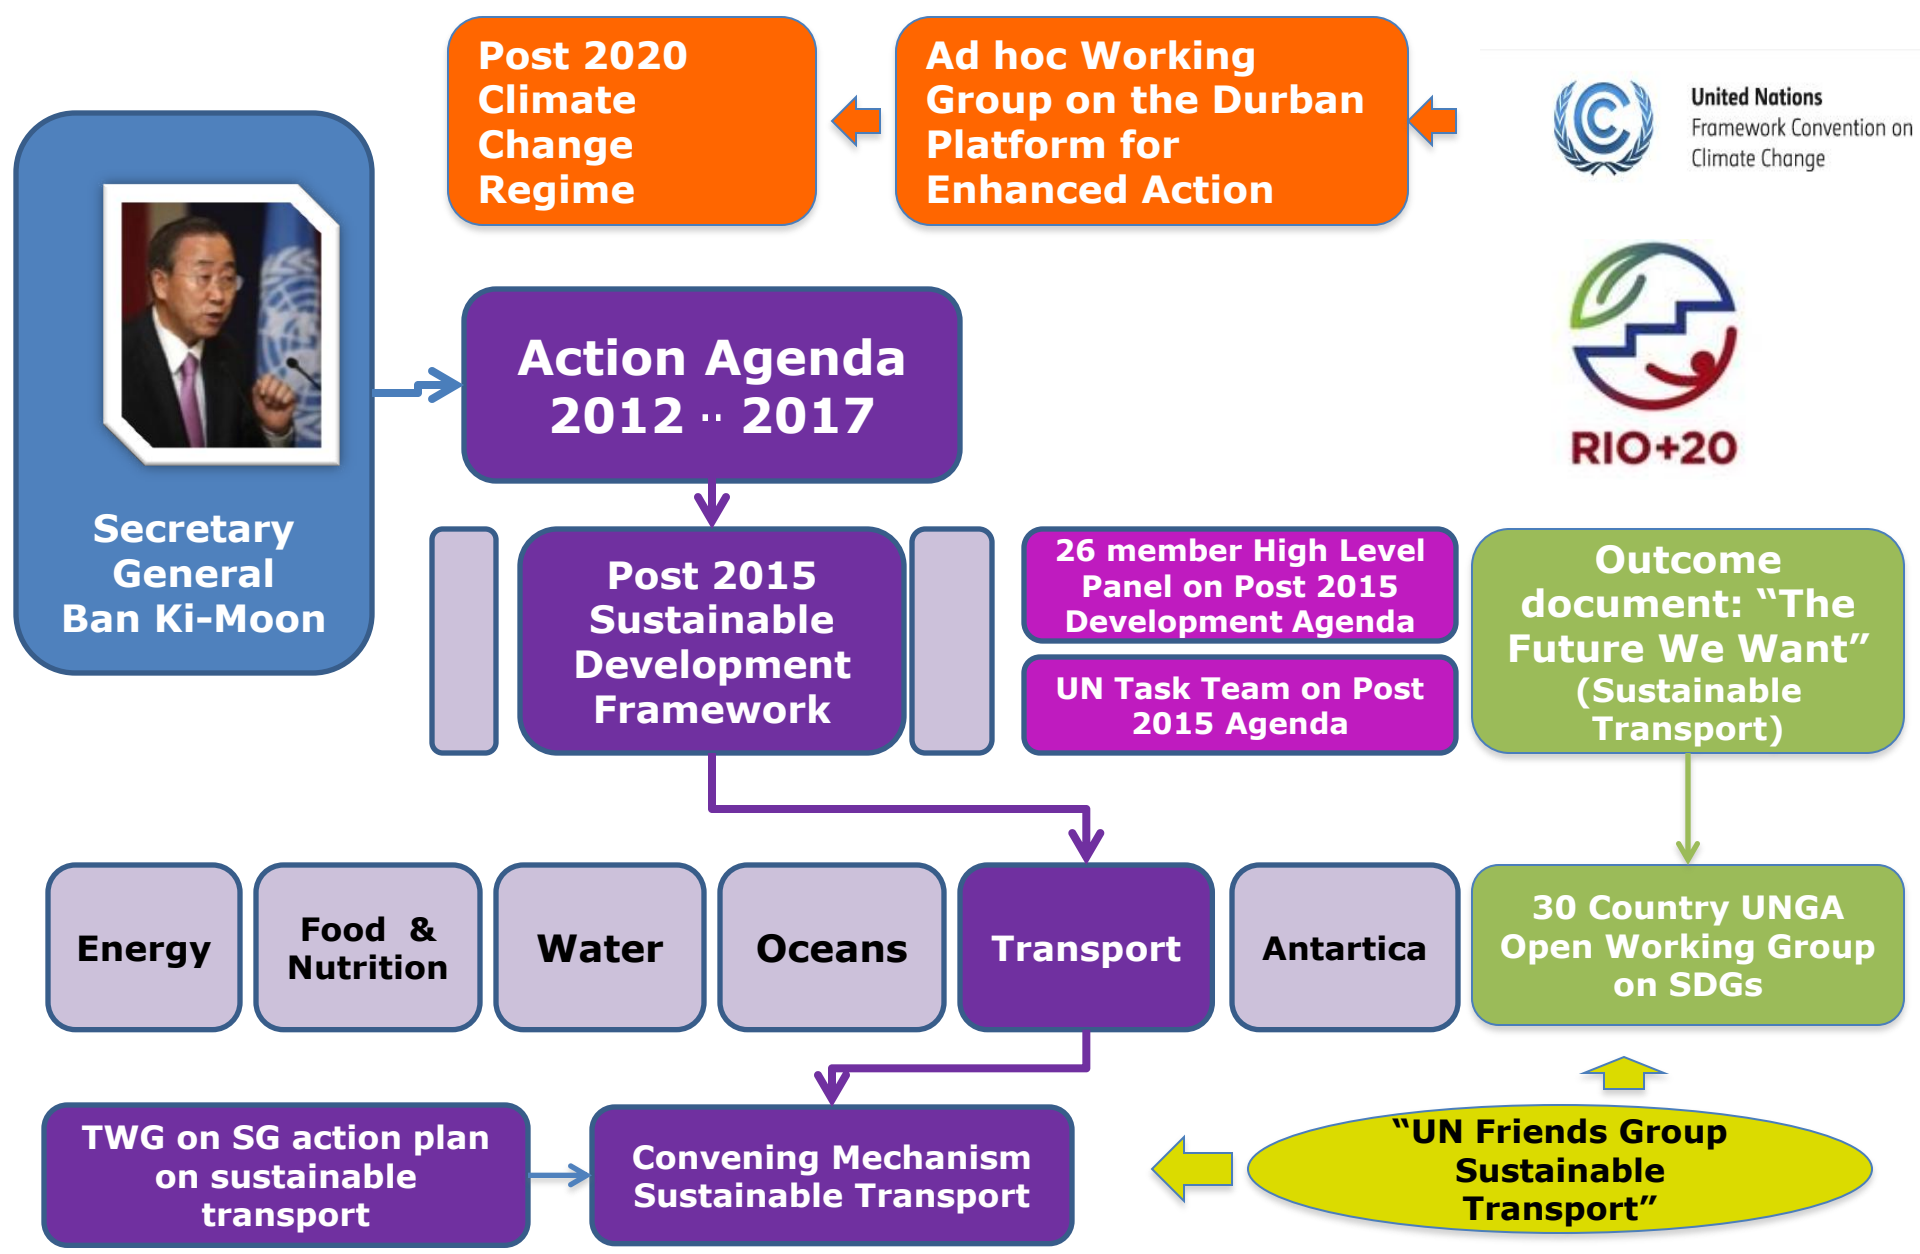 Post 2020
Climate
Change
Regime
Ad hoc Working
Group on the Durban
Platform for
Enhanced Action
United Nations
Framework Convention on
Climate Change
RIO+20
Secretary
General
Ban Ki-Moon
Action Agenda
2012 ·· 2017
Post 2015
Sustainable
Development
Framework
26 member High Level
Panel on Post 2015
Development Agenda
UN Task Team on Post
2015 Agenda
Outcome
document: “The
Future We Want”
(Sustainable
Transport)
Energy
Food &
Nutrition
Water
Oceans
Transport
Antartica
30 Country UNGA
Open Working Group
on SDGs
TWG on SG action plan
on sustainable
transport
Convening Mechanism
Sustainable Transport
“UN Friends Group
Sustainable
Transport”